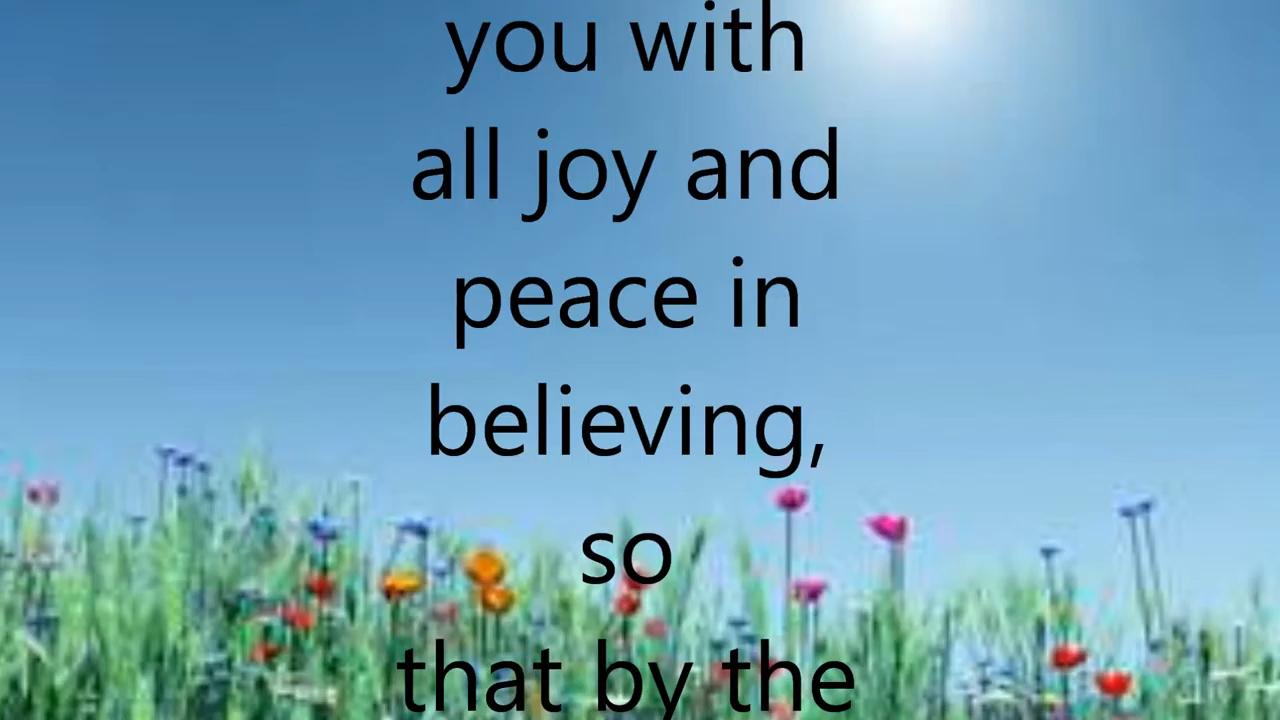 you with
all joy and
peace in
believing,
so
that by the